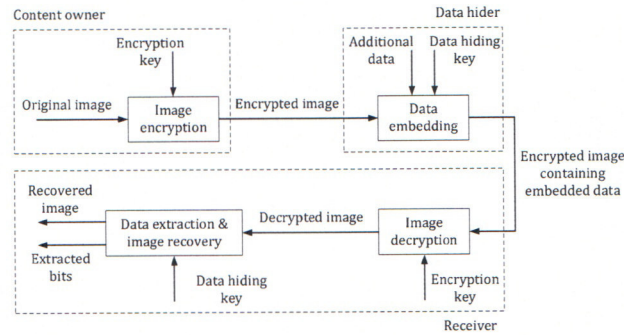 Content owner
Data hider
Encryption
key
Additional
data
Data hiding
key
Original image
Image
encryption
Encrypted image
Data
embedding
Encrypted image
containing
embedded data
Recovered
image
Extracted
bits
Data extraction &
image recovery
Decrypted image
Image
decryption
Data hiding
key
Encryption
key
Receiver